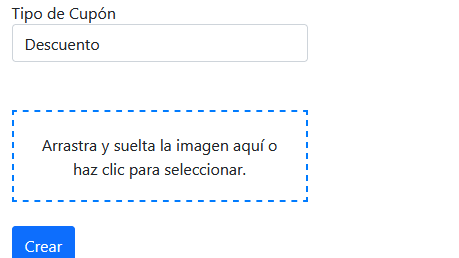 Tipo de Cupón
Descuento
Arrastra y suelta la imagen aquí o
haz clic para seleccionar.
Crear